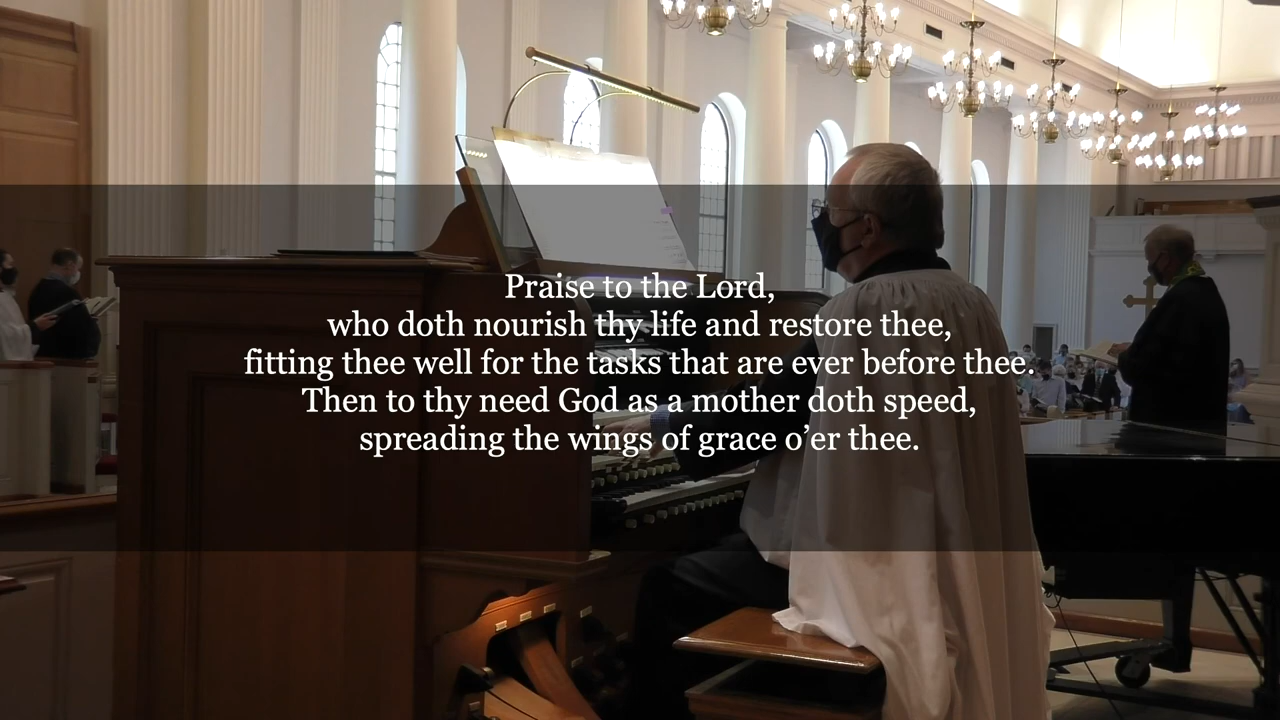 Praise to the Lord,
who doth nourish thy life and restore thee,
fitting thee well for the tasks that are ever before thee.
Then to thy need God as a mother doth speed,
spreading the wings of grace o’er thee.